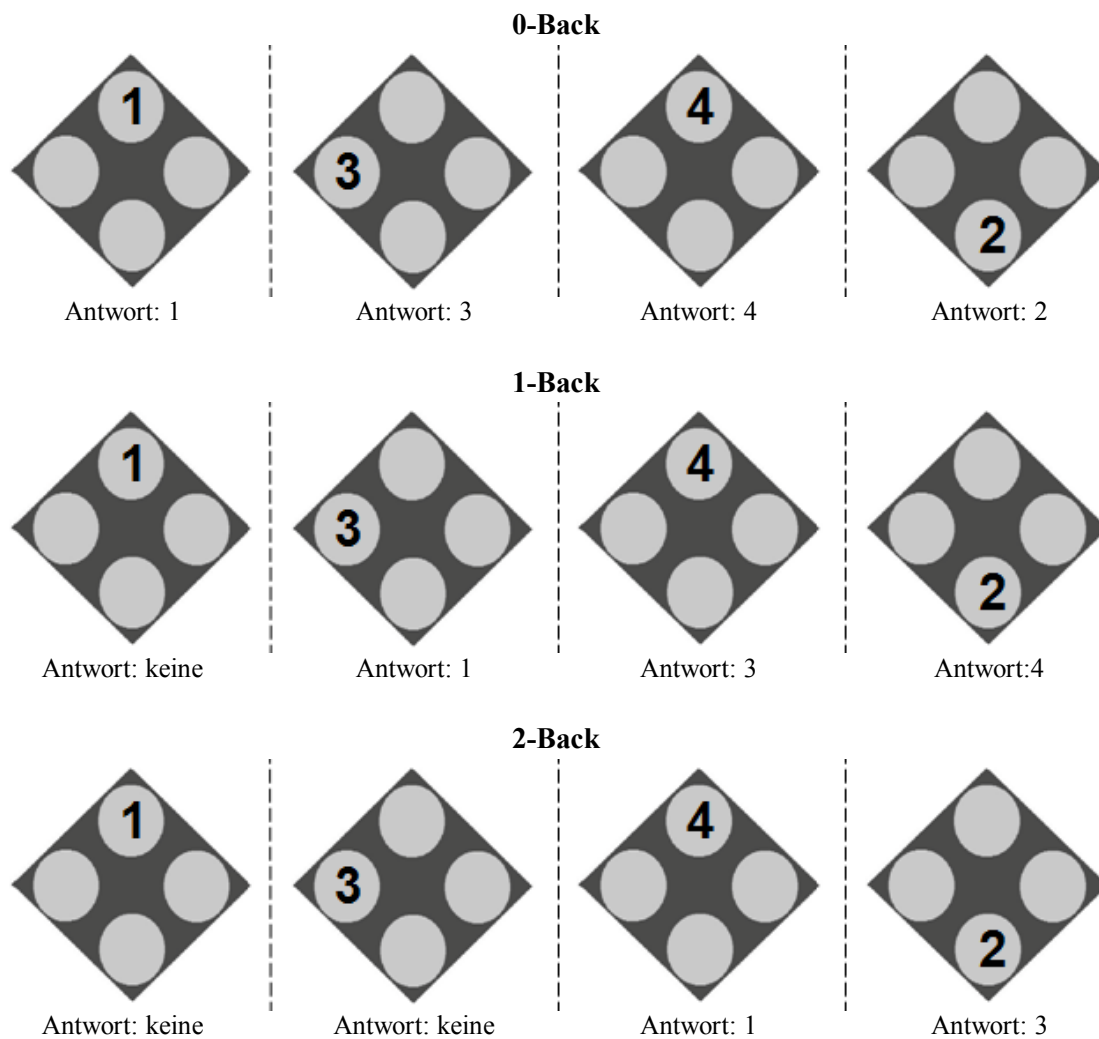 0-Back
1 3 4 2
Antwort: 1 Antwort: 3 Antwort: 4 Antwort: 2
1-Back
1 3 4 2
Antwort: keine Antwort: 1 Antwort: 3 Antwort:4
2-Back
1 3 4 2
Antwort: keine Antwort: keine Antwort: 1 Antwort: 3